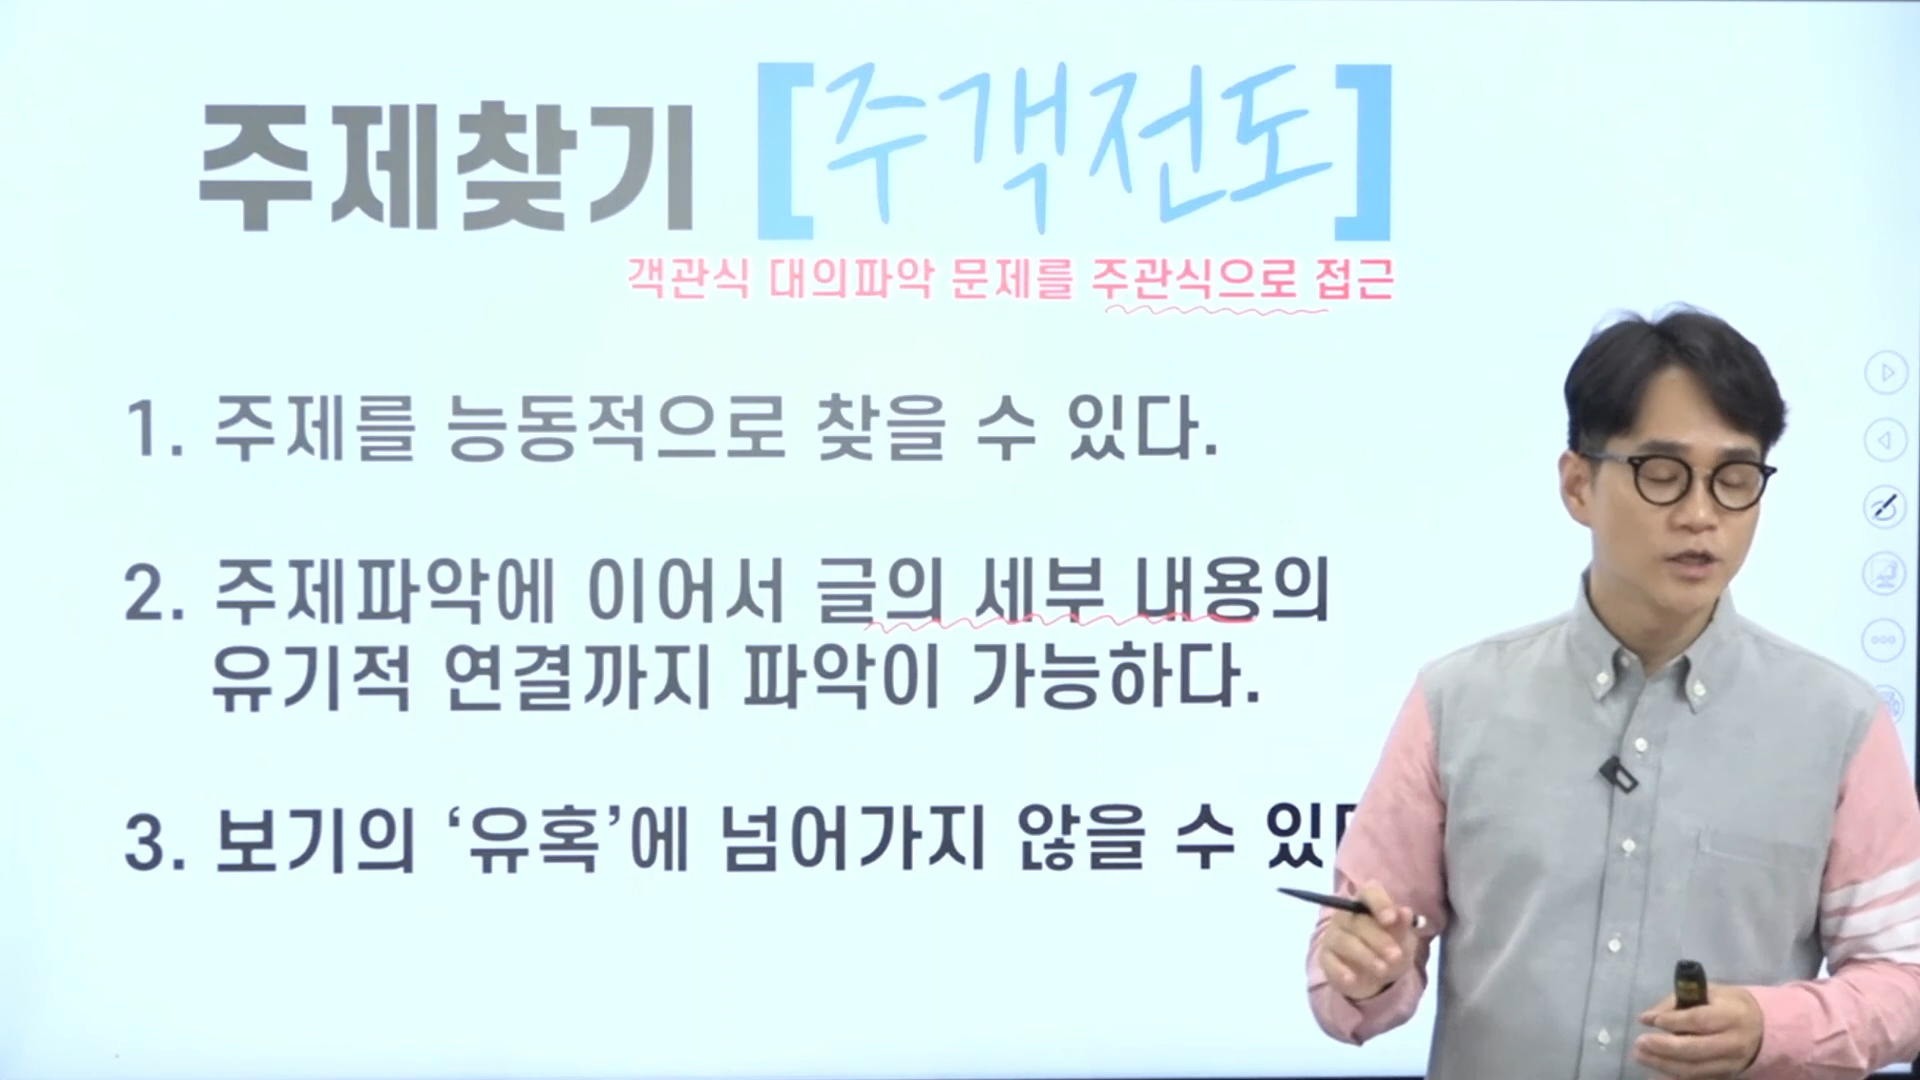 주제찾기 [주객전도]
객관식 대의파악 문제를 주관식으로 접근
1. 주제를 능동적으로 찾을 수 있다.
2. 주제파악에 이어서 글의 세부 내용의
유기적 연결까지 파악이 가능하다.
3. 보기의 ‘유혹’에 넘어가지 않을 수